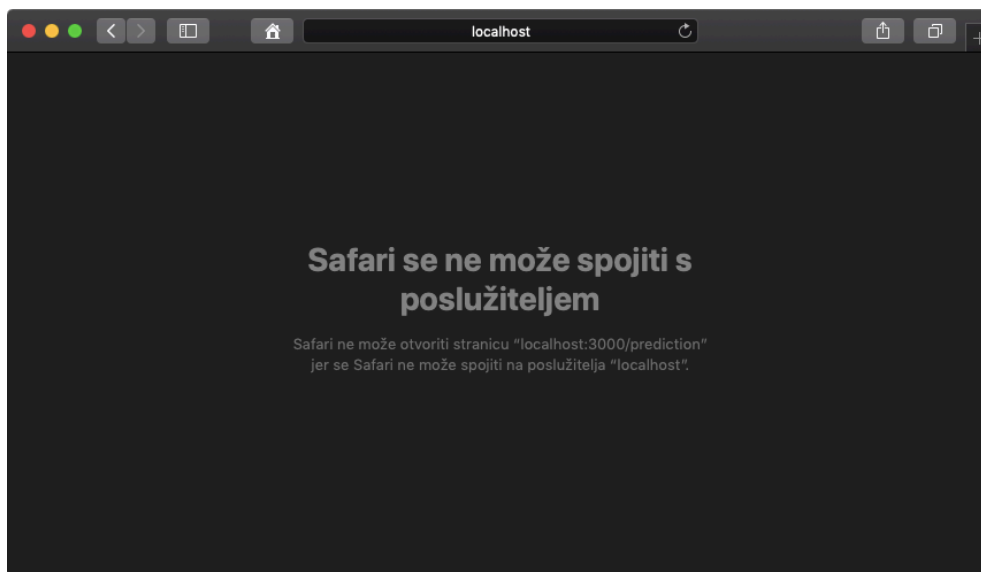 localhost
Safari se ne može spojiti s
poslužiteljem
Safari ne može otvoriti stranicu “localhost:3000/prediction”
jer se Safari ne može spojiti na poslužitelja “localhost”.